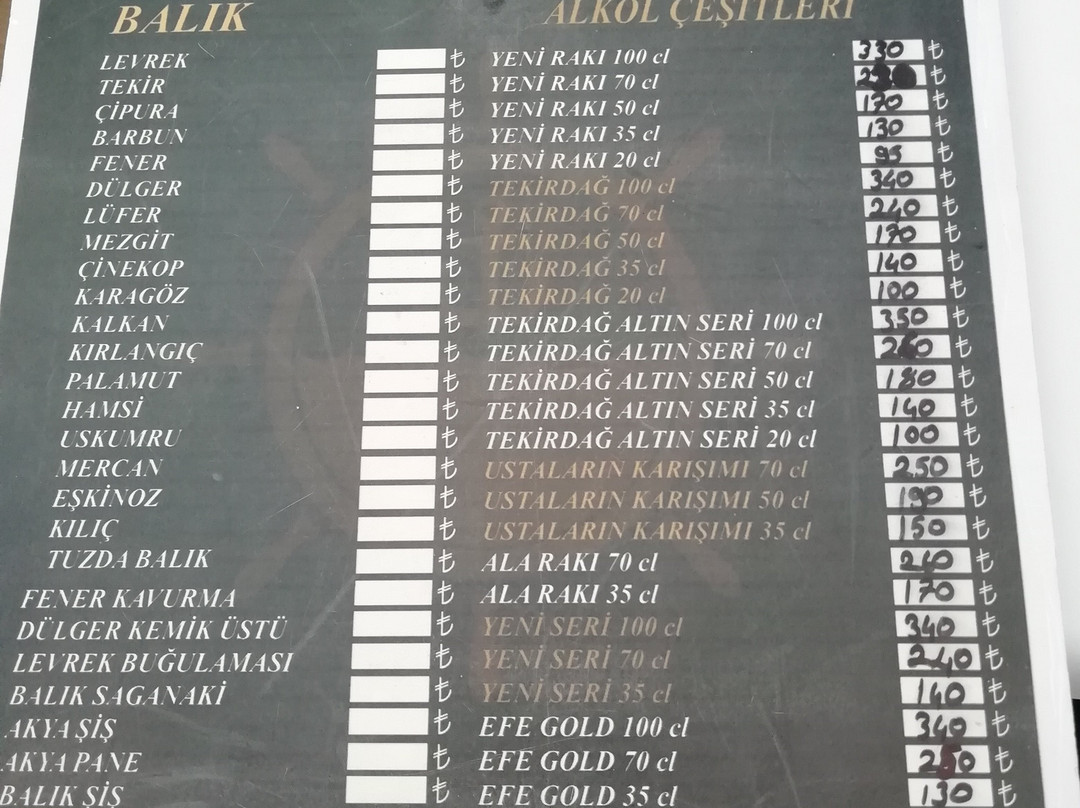 BALIK ALKOL ÇEŞİTLERİ
LEVREK ₺ YENİ RAKI 100 cl 330 ₺
TEKİR ₺ YENİ RAKI 70 cl ₺
ÇİPURA ₺ YENİ RAKI 50 cl 170 ₺
BARBUN ₺ YENİ RAKI 35 cl 130 ₺
FENER ₺ YENİ RAKI 20 cl 95 ₺
DÜLGER ₺ TEKİRDAĞ 100 cl 340 ₺
LÜFER ₺ TEKİRDAĞ 70 cl 240 ₺
MEZGİT ₺ TEKİRDAĞ 50 cl 170 ₺
ÇİNEKOP ₺ TEKİRDAĞ 35 cl 140 ₺
KARAGÖZ ₺ TEKİRDAĞ 20 cl 100 ₺
KALKAN ₺ TEKİRDAĞ ALTIN SERİ 100 cl 350 ₺
KIRLANGIÇ ₺ TEKİRDAĞ ALTIN SERİ 70 cl 260 ₺
PALAMUT ₺ TEKİRDAĞ ALTIN SERİ 50 cl 180 ₺
HAMSİ ₺ TEKİRDAĞ ALTIN SERİ 35 cl 140 ₺
USKUMRU ₺ TEKİRDAĞ ALTIN SERİ 20 cl 100 ₺
MERCAN ₺ USTALARIN KARIŞIMI 70 cl 250 ₺
EŞKİNOZ ₺ USTALARIN KARIŞIMI 50 cl 190 ₺
KILIÇ ₺ USTALARIN KARIŞIMI 35 cl 150 ₺
TUZDA BALIK ₺ ALA RAKI 70 cl 260 ₺
FENER KAVURMA ₺ ALA RAKI 35 cl 170 ₺
DÜLGER KEMİK ÜSTÜ ₺ YENİ SERİ 100 cl 340 ₺
LEVREK BUĞULAMASI ₺ YENİ SERİ 70 cl 240 ₺
BALIK SAGANAKİ ₺ YENİ SERİ 35 cl 140 ₺
AKYA ŞİŞ ₺ EFE GOLD 100 cl 340 ₺
AKYA PANE ₺ EFE GOLD 70 cl 250 ₺
BALIK ŞİŞ ₺ EFE GOLD 35 cl 130 ₺